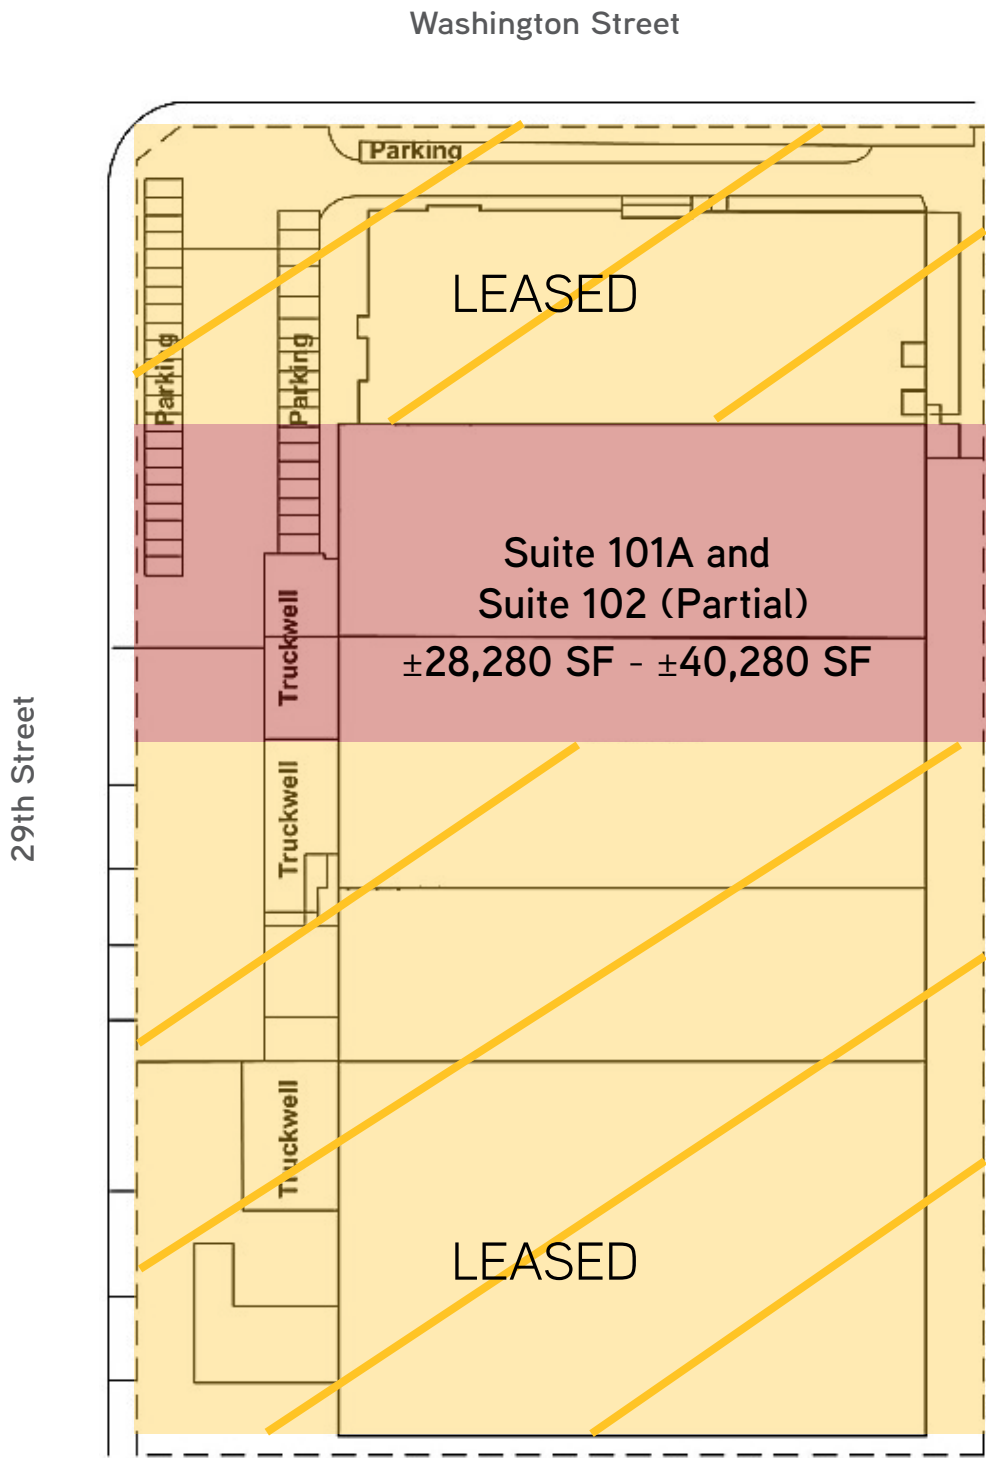 Washington Street
Parking
LEASED
Parking
Parking
Suite 101A and
Suite 102 (Partial)
±28,280 SF - ±40,280 SF
Truckwell
29th Street
Truckwell
Truckwell
LEASED